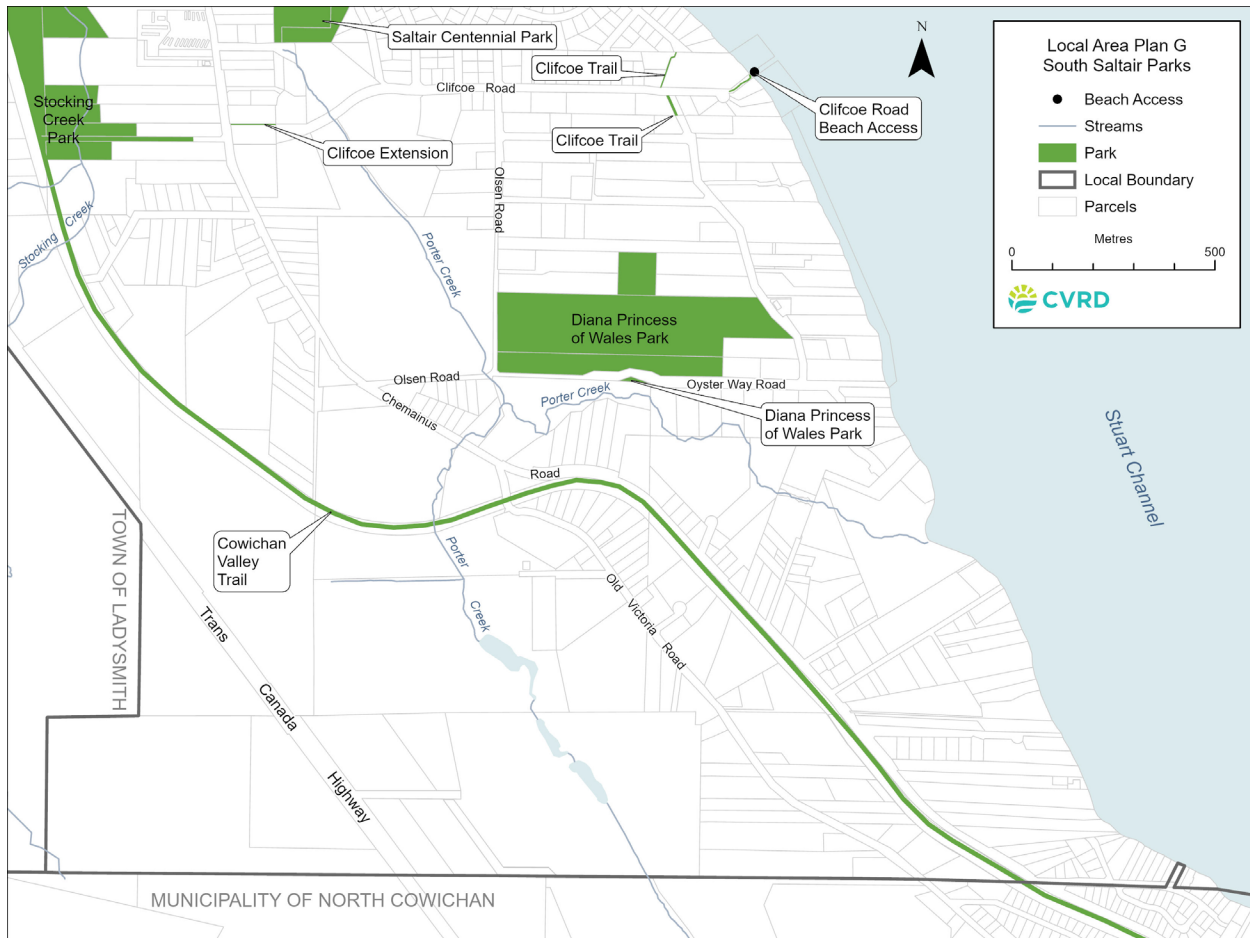 Saltair Centennial Park
N
Local Area Plan G
South Saltair Parks
Beach Access
Streams
Park
Local Boundary
Parcels
Metres
0
500
CVRD
Clifcoe Trail
Clifcoe Road
Clifcoe Road
Beach Access
Stocking
Creek
Park
Clifcoe Trail
Clifcoe Extension
Olsen Road
Stocking Creek
Porter Creek
Diana Princess
of Wales Park
Olsen Road
Oyster Way Road
Porter Creek
Chemainus
Road
Diana Princess
of Wales Park
Stuart Channel
Cowichan
Valley
Trail
TOWN OF LADYSMITH
Porter
Creek
Old Victoria Road
Trans
Canada
Highway
MUNICIPALITY OF NORTH COWICHAN